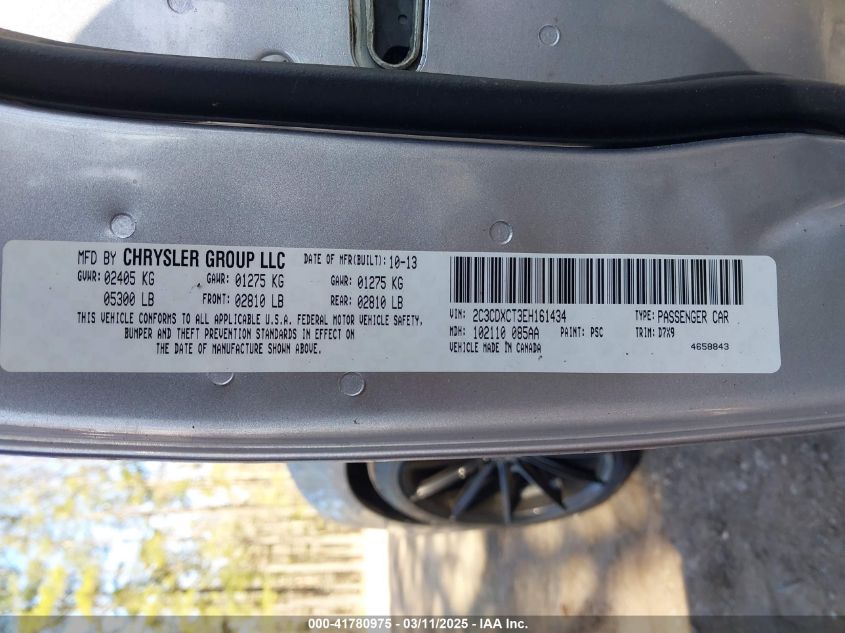 MFD BY CHRYSLER GROUP LLC DATE OF MFR(BUILT): 10-13
GVWR: 02405 KG GAWR: 01275 KG GAWR: 01275 KG
05300 LB FRONT: 02810 LB REAR: 02810 LB
THIS VEHICLE CONFORMS TO ALL APPLICABLE U.S.A. FEDERAL MOTOR VEHICLE SAFETY,
BUMPER AND THEFT PREVENTION STANDARDS IN EFFECT ON
THE DATE OF MANUFACTURE SHOWN ABOVE.
VIN: 2C3CDXCT3EH161434 TYPE: PASSENGER CAR
MDH: 102110 085AA PAINT: PSC TRIM: D7X9
VEHICLE MADE IN CANADA 4658843
000-41780975 - 03/11/2025 - IAA Inc.